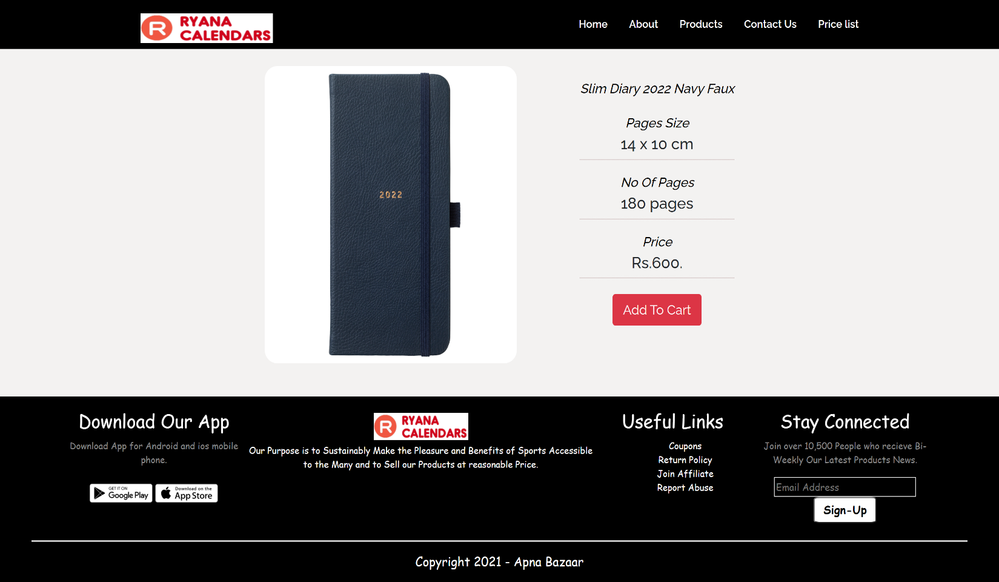 R RYANA
CALENDARS
Home About Products Contact Us Price list
2022
Slim Diary 2022 Navy Faux
Pages Size
14 x 10 cm
No Of Pages
180 pages
Price
Rs.600.
Add To Cart
Download Our App
Download App for Android and ios mobile
phone.
GET IT ON
Google Play
Download on the
App Store
R RYANA
CALENDARS
Our Purpose is to Sustainably Make the Pleasure and Benefits of Sports Accessible
to the Many and to Sell our Products at reasonable Price.
Useful Links
Coupons
Return Policy
Join Affiliate
Report Abuse
Stay Connected
Join over 10,500 People who recieve Bi-
Weekly Our Latest Products News.
Email Address
Sign-Up
Copyright 2021 - Apna Bazaar